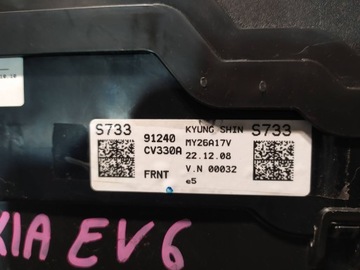 S733 KYUNG SHIN S733
91240 MY26A17V
CV330A 22.12.08
FRNT V.N 00032
e5
KIA EV6